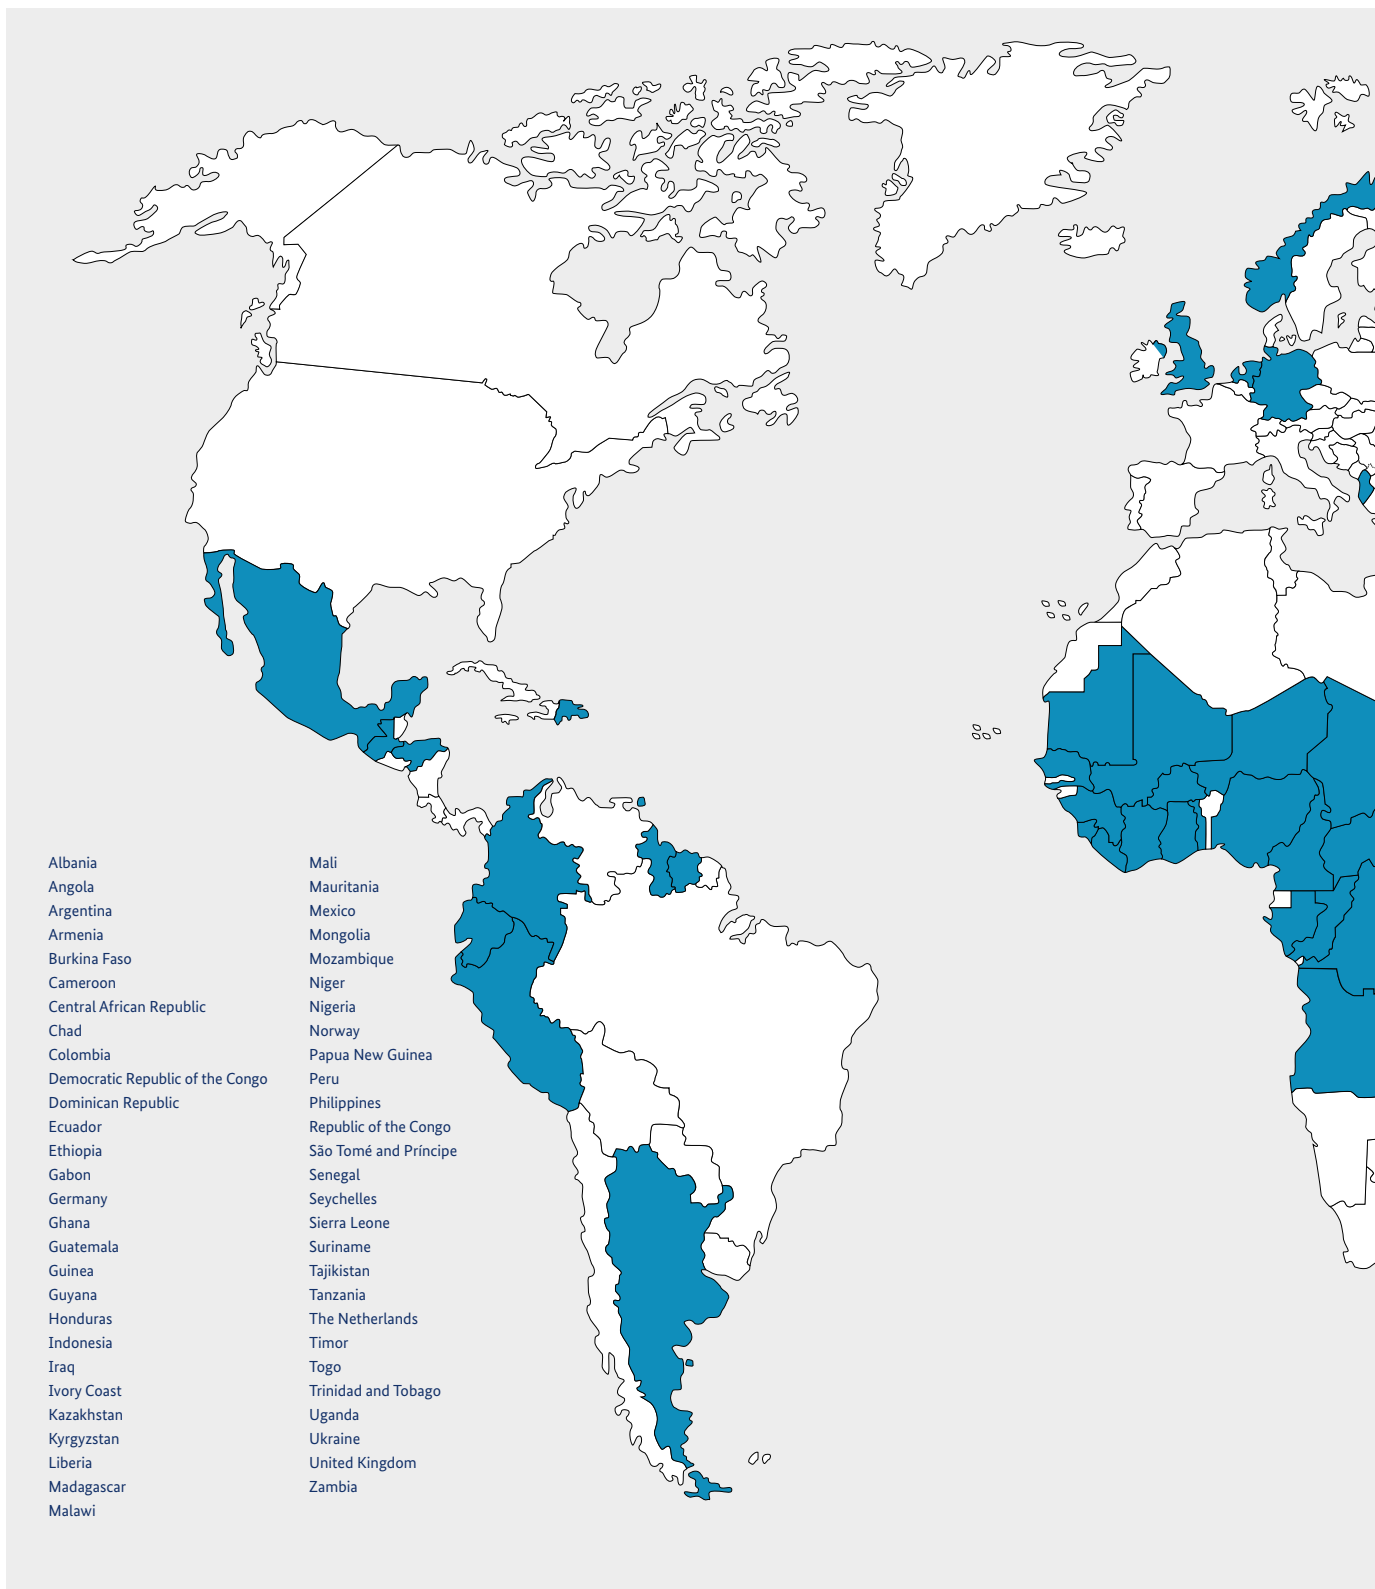 Albania
Angola
Argentina
Armenia
Burkina Faso
Cameroon
Central African Republic
Chad
Colombia
Democratic Republic of the Congo
Dominican Republic
Ecuador
Ethiopia
Gabon
Germany
Ghana
Guatemala
Guinea
Guyana
Honduras
Indonesia
Iraq
Ivory Coast
Kazakhstan
Kyrgyzstan
Liberia
Madagascar
Malawi
Mali
Mauritania
Mexico
Mongolia
Mozambique
Niger
Nigeria
Norway
Papua New Guinea
Peru
Philippines
Republic of the Congo
São Tomé and Príncipe
Senegal
Seychelles
Sierra Leone
Suriname
Tajikistan
Tanzania
The Netherlands
Timor
Togo
Trinidad and Tobago
Uganda
Ukraine
United Kingdom
Zambia